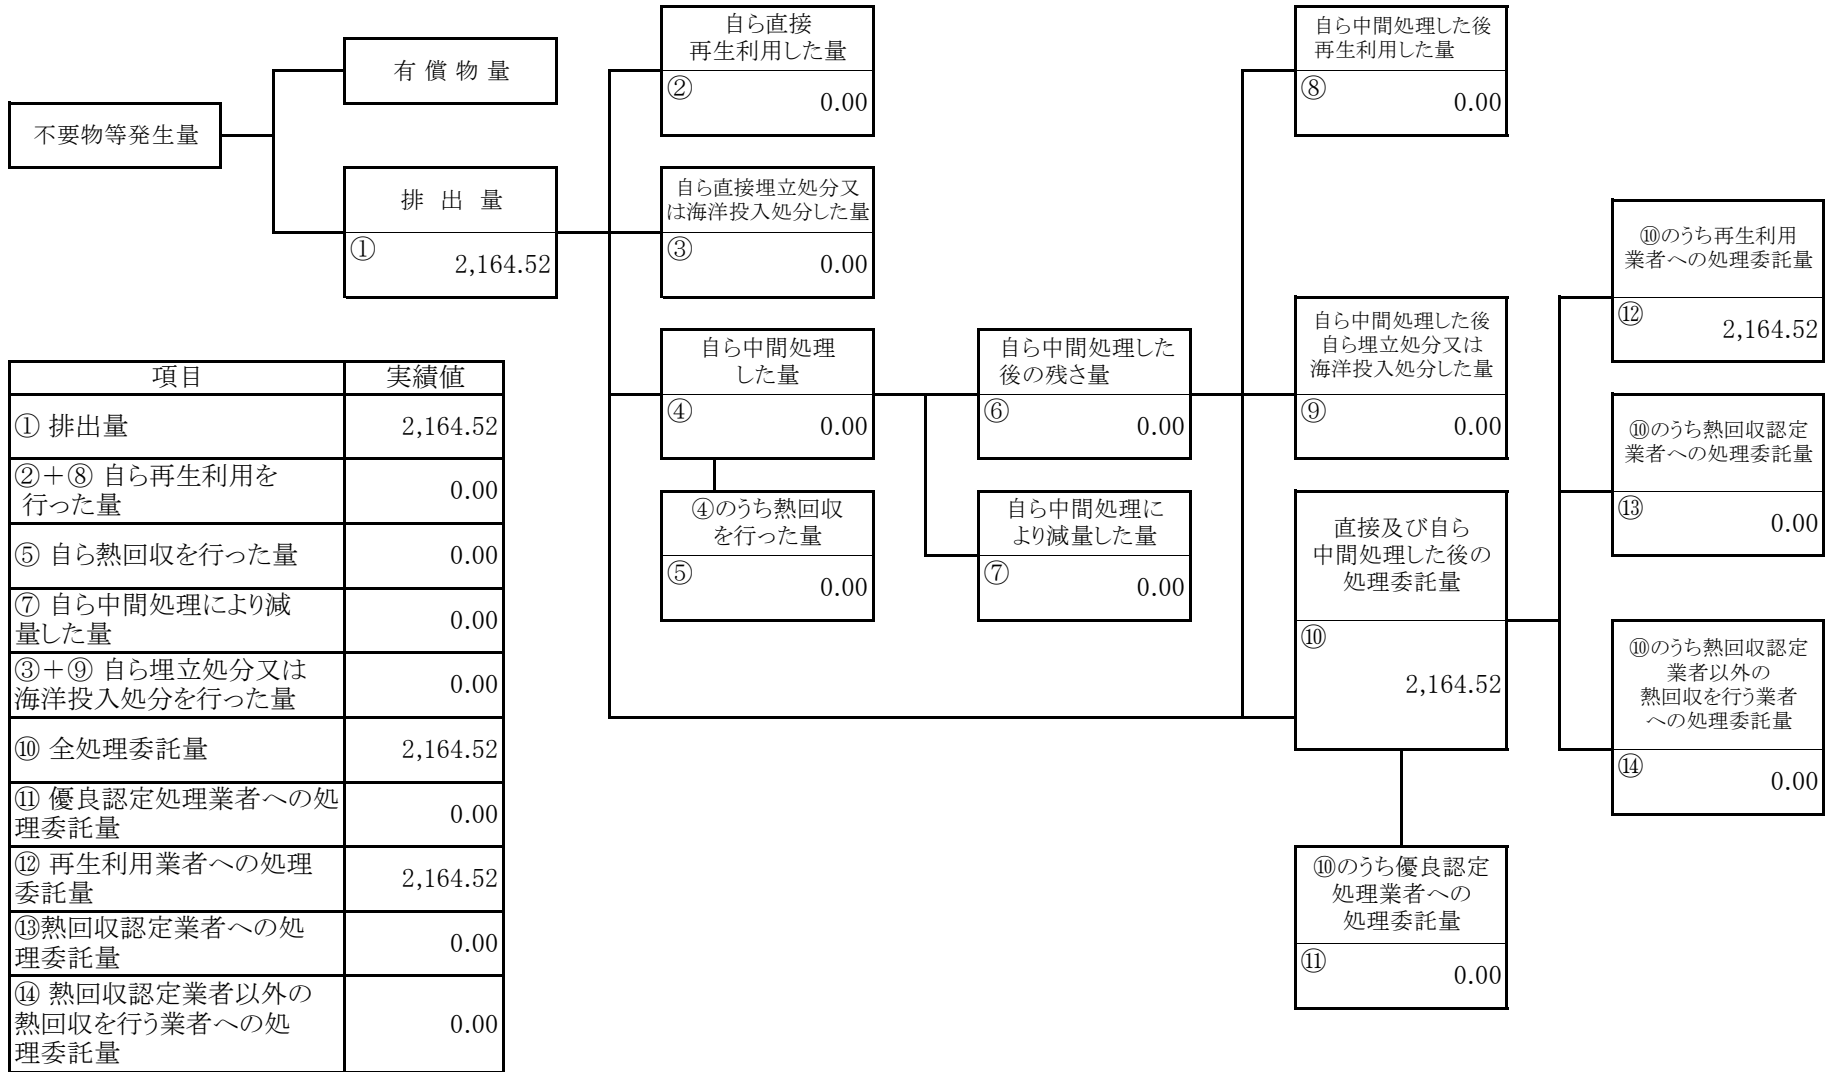 不要物等発生量
有償物量
排出量
①
2,164.52
自ら直接
再生利用した量
②
0.00
自ら直接埋立処分又
は海洋投入処分した量
③
0.00
自ら中間処理
した量
④
0.00
④のうち熱回収
を行った量
⑤
0.00
自ら中間処理した
後の残さ量
⑥
0.00
自ら中間処理に
より減量した量
⑦
0.00
自ら中間処理した後
再生利用した量
⑧
0.00
自ら中間処理した後
自ら埋立処分又は
海洋投入処分した量
⑨
0.00
直接及び自ら
中間処理した後の
処理委託量
⑩
2,164.52
⑩のうち優良認定
処理業者への
処理委託量
⑪
0.00
⑩のうち再生利用
業者への処理委託量
⑫
2,164.52
⑩のうち熱回収認定
業者への処理委託量
⑬
0.00
⑩のうち熱回収認定
業者以外の
熱回収を行う業者
への処理委託量
⑭
0.00
項目 実績値
① 排出量 2,164.52
②＋⑧ 自ら再生利用を
行った量 0.00
⑤ 自ら熱回収を行った量 0.00
⑦ 自ら中間処理により減
量した量 0.00
③＋⑨ 自ら埋立処分又は
海洋投入処分を行った量 0.00
⑩ 全処理委託量 2,164.52
⑪ 優良認定処理業者への処
理委託量 0.00
⑫ 再生利用業者への処理
委託量 2,164.52
⑬熱回収認定業者への処
理委託量 0.00
⑭ 熱回収認定業者以外の
熱回収を行う業者への処
理委託量 0.00